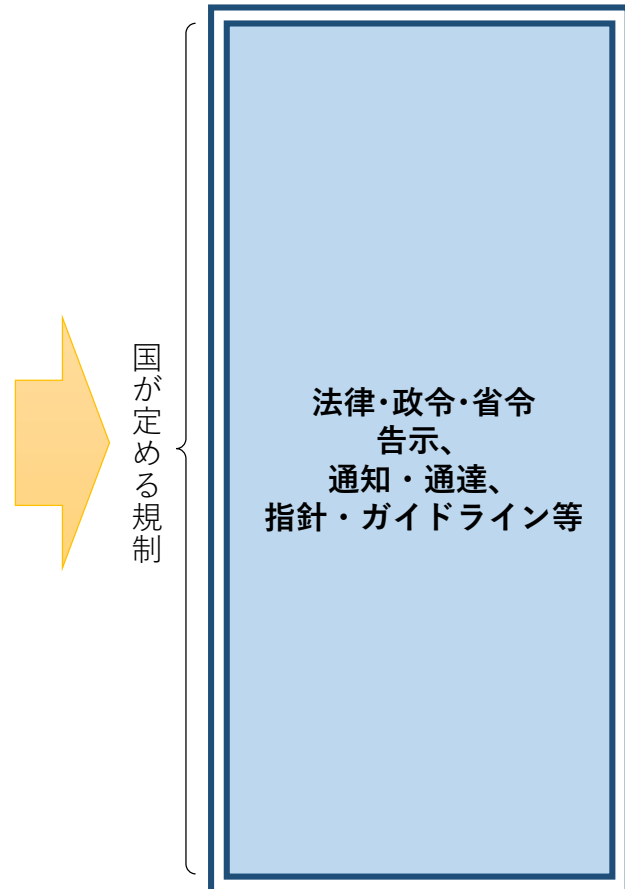 国が定める規制
法律･政令･省令
告示、
通知・通達、
指針・ガイドライン等